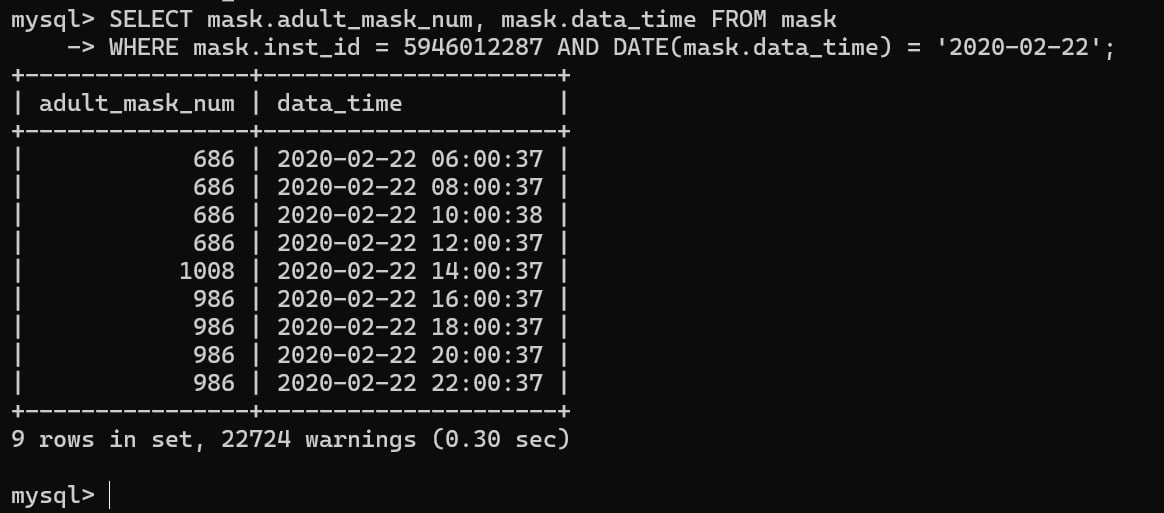 mysql> SELECT mask.adult_mask_num, mask.data_time FROM mask
    -> WHERE mask.inst_id = 5946012287 AND DATE(mask.data_time) = '2020-02-22';
+----------------+---------------------+
| adult_mask_num | data_time           |
+----------------+---------------------+
|            686 | 2020-02-22 06:00:37 |
|            686 | 2020-02-22 08:00:37 |
|            686 | 2020-02-22 10:00:38 |
|            686 | 2020-02-22 12:00:37 |
|           1008 | 2020-02-22 14:00:37 |
|            986 | 2020-02-22 16:00:37 |
|            986 | 2020-02-22 18:00:37 |
|            986 | 2020-02-22 20:00:37 |
|            986 | 2020-02-22 22:00:37 |
+----------------+---------------------+
9 rows in set, 22724 warnings (0.30 sec)
mysql>